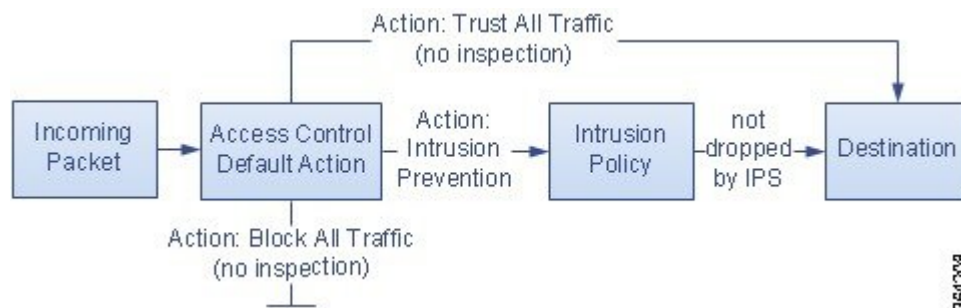 Action: Trust All Traffic
(no inspection)
Incoming
Packet
Access Control
Default Action
Action:
Intrusion
Prevention
Intrusion
Policy
not
dropped
by IPS
Destination
Action: Block All Traffic
(no inspection)